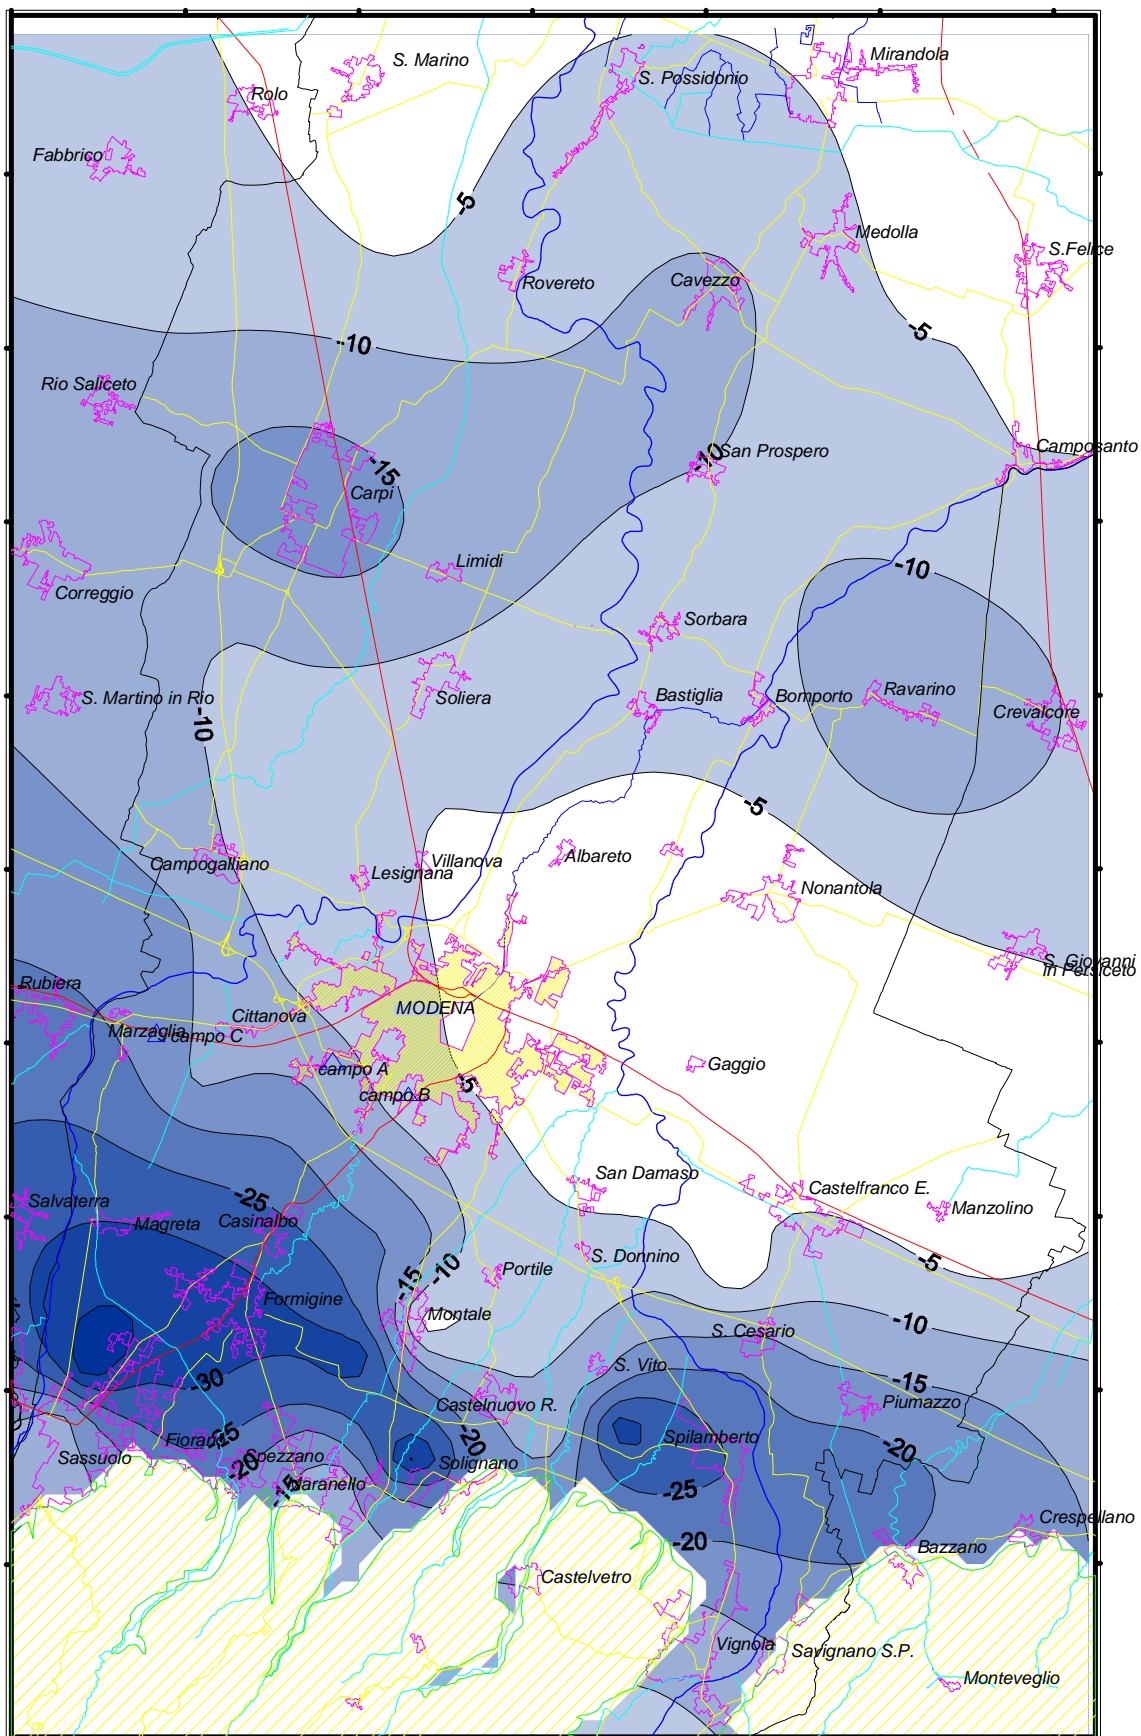 S. Marino
Mirandola
S. Possidonio
Rolo
Fabbrico
-5
Medolla
S.Felice
Rovereto
Cavezzo
-5
-10
Rio Saliceto
Camposanto
-10
San Prospero
-15
Carpi
Limidi
-10
Correggio
Sorbara
S. Martino in Rio
Soliera
Bastiglia
Bomporto
Ravarino
Crevalcore
-10
-5
Campogalliano
Lesignana
Villanova
Albareto
Nonantola
S. Giovanni
in Persiceto
Rubiera
Cittanova
MODENA
Marzaglia
campo C
campo A
Gaggio
-5
campo B
San Damaso
Castelfranco E.
Salvaterra
-25
Magreta
Casinalbo
Manzolino
S. Donnino
-5
Portile
-10
-15
Formigine
Montale
S. Cesario
-10
S. Vito
-30
-15
Piumazzo
Castelnuovo R.
-25
Fiorano
-20
Spilamberto
-20
Sassuolo
-20
Spezzano
Solignano
Maranello
-15
-25
Crespellano
-20
Bazzano
Castelvetro
Vignola
Savignano S.P.
Monteveglio